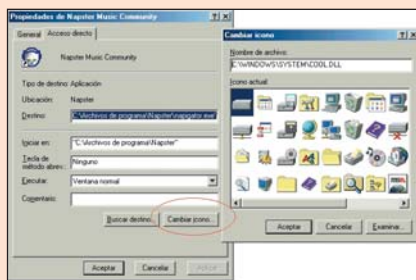 Propiedades de Napster Music Community
General
Acceso directo
Napster Music Community
Tipo de destino: Aplicación
Ubicación: Napster
Destino: C:\Archivos de programa\Napster\napigator.exe"
Iniciar en: "C:\Archivos de programa\Napster"
Tecla de método abrev.: Ninguno
Ejecutar: Ventana normal
Comentario:
Buscar destino...
Cambiar icono...
Aceptar
Cancelar
Aplicar
Cambiar icono
Nombre de archivo:
C:\WINDOWS\SYSTEM\COOL.DLL
Icono actual:
Aceptar
Cancelar
Examinar...